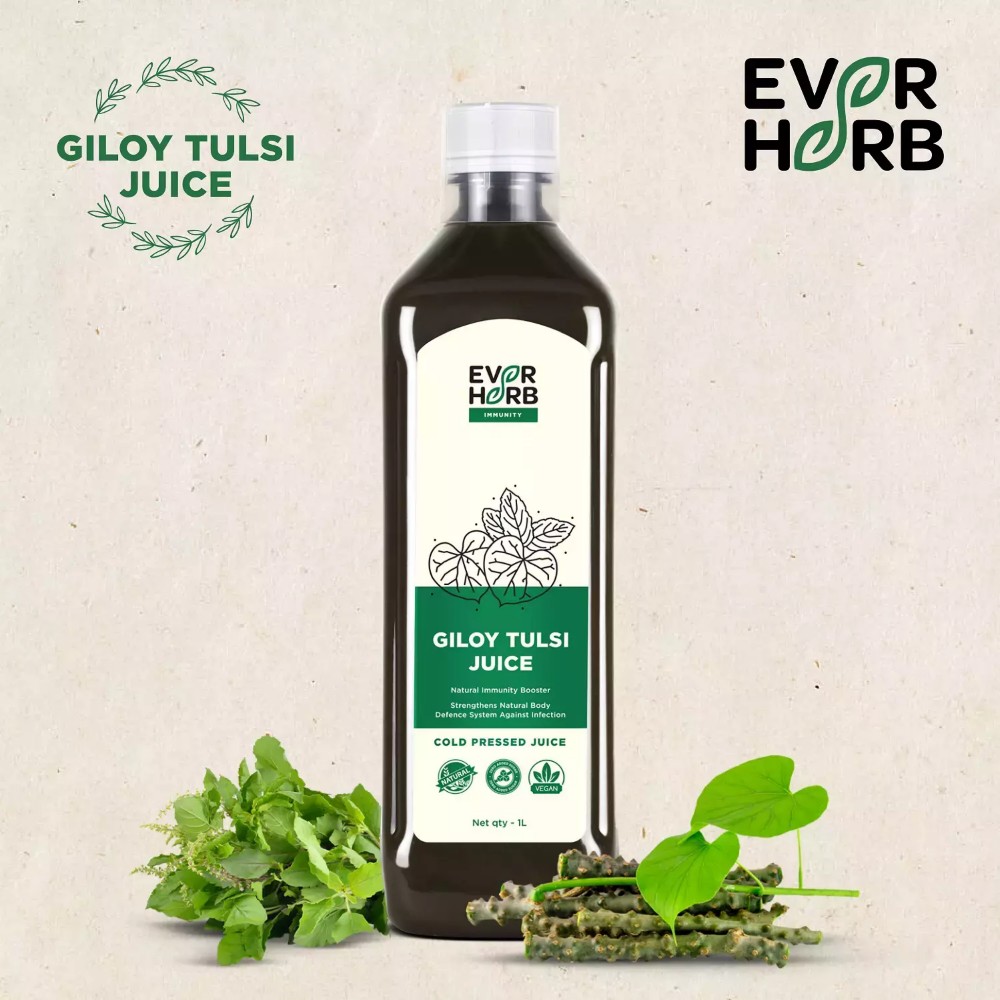 GILOY TULSI
JUICE
EVER
HERB
EVER
HERB
IMMUNITY
GILOY TULSI
JUICE
Natural Immunity Booster
Strengthens Natural Body
Defence System Against Infection
COLD PRESSED JUICE
NATURAL
VEGAN
Net qty - 1L